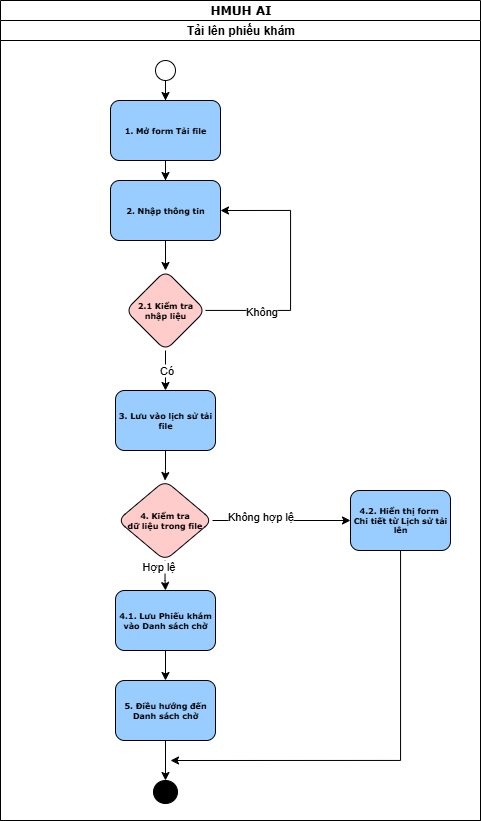 HMUH AI
Tải lên phiếu khám
1. Mở form Tải file
2. Nhập thông tin
2.1 Kiểm tra
nhập liệu
Không
Có
3. Lưu vào lịch sử tải
file
4. Kiểm tra
dữ liệu trong file
Không hợp lệ
4.2. Hiển thị form
Chi tiết từ Lịch sử tải
lên
Hợp lệ
4.1. Lưu Phiếu khám
vào Danh sách chờ
5. Điều hướng đến
Danh sách chờ